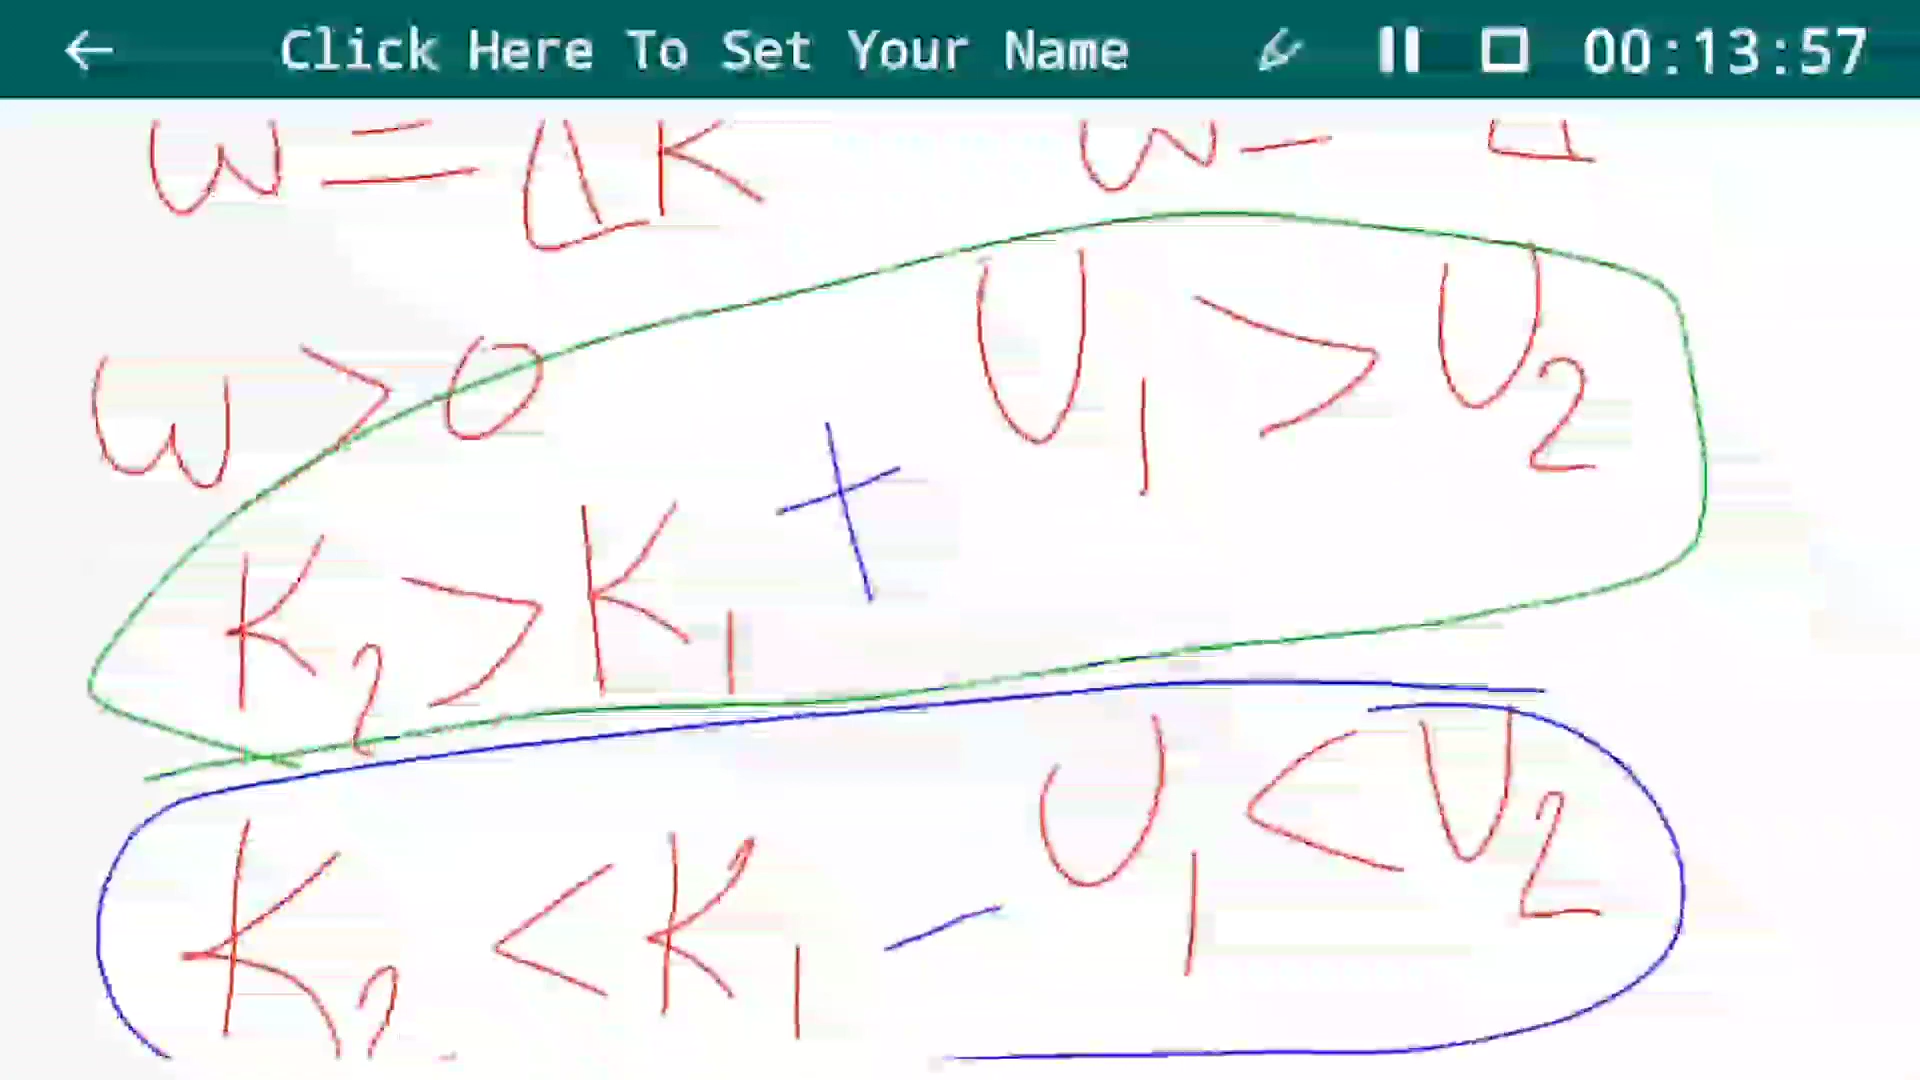 Click Here To Set Your Name 00:13:57
W = ΔK W = Δ
W > 0 U1 > U2
K2 > K1 +
K2 < K1 - U1 < U2